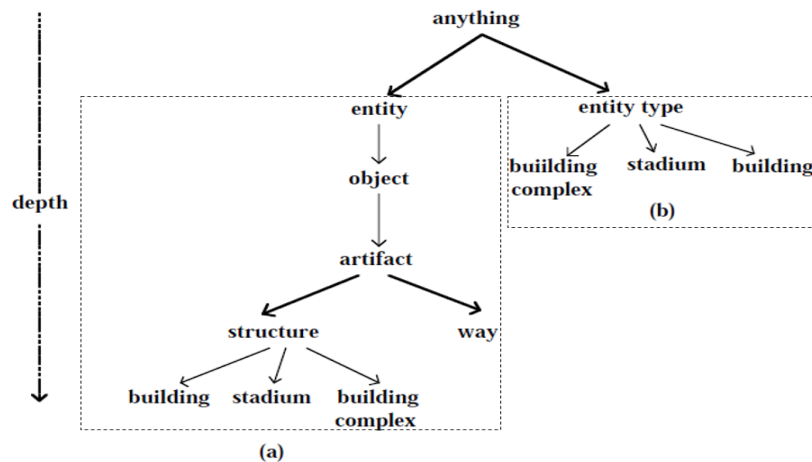 anything
entity
entity type
object
buiilding
complex
stadium
building
depth
(b)
artifact
structure
way
building
stadium
building
complex
(a)